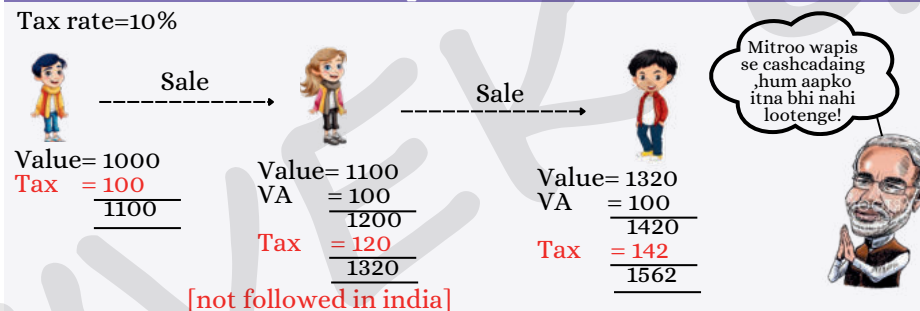 Tax rate=10%
Sale
Sale
Mitroo wapis
se cashcadaing
,hum aapko
itna bhi nahi
lootenge!
Value= 1000
Tax = 100
1100
Value= 1100
VA = 100
1200
Tax = 120
1320
[not followed in india]
Value= 1320
VA = 100
1420
Tax = 142
1562